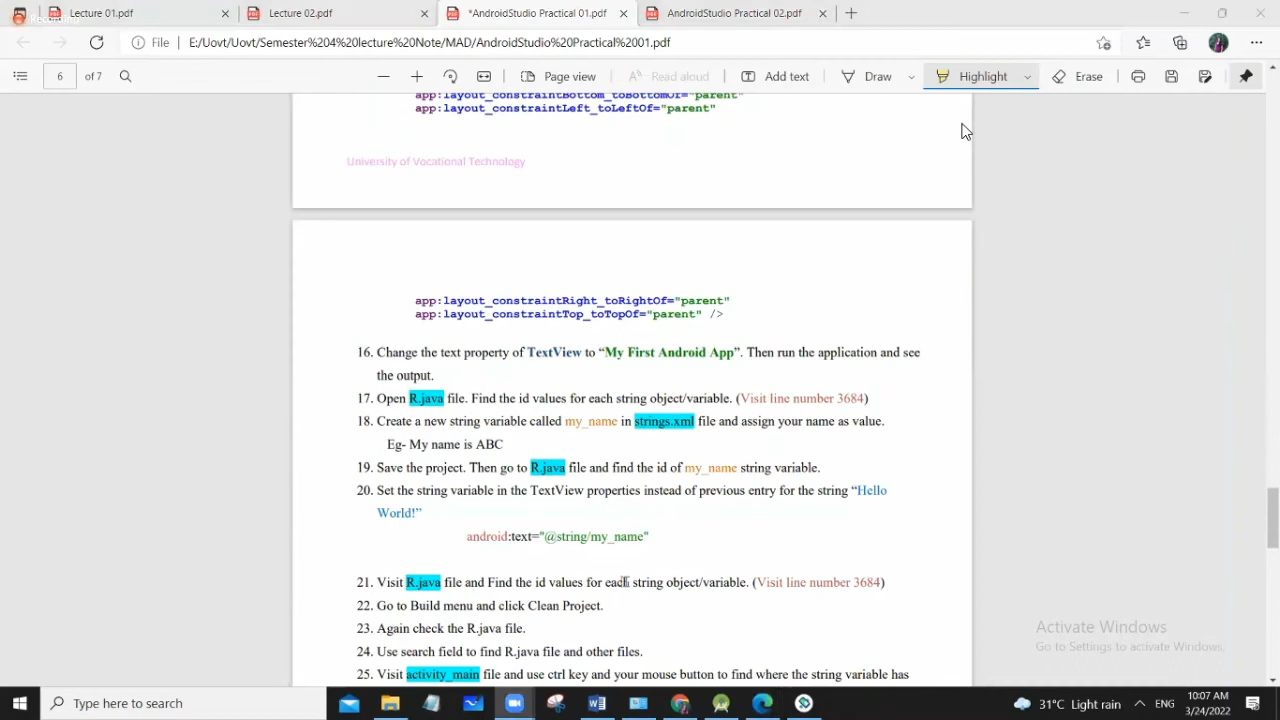 Lecture 01.pdf
Lecture 02.pdf
*AndroidStudio Practical 01.pdf
AndroidStudio Practical 02.pdf
File
E:/Uovt/Uovt/Semester%204%20lecture%20Note/MAD/AndroidStudio%20Practical%2001.pdf
6 of 7
Page view
Read aloud
Add text
Draw
Highlight
Erase
app:layout_constraintBottom_toBottomOf="parent"
app:layout_constraintLeft_toLeftOf="parent"
University of Vocational Technology
app:layout_constraintRight_toRightOf="parent"
app:layout_constraintTop_toTopOf="parent" />
16. Change the text property of TextView to “My First Android App”. Then run the application and see
the output.
17. Open R.java file. Find the id values for each string object/variable. (Visit line number 3684)
18. Create a new string variable called my_name in strings.xml file and assign your name as value.
Eg- My name is ABC
19. Save the project. Then go to R.java file and find the id of my_name string variable.
20. Set the string variable in the TextView properties instead of previous entry for the string “Hello
World!”
android:text="@string/my_name"
21. Visit R.java file and Find the id values for each string object/variable. (Visit line number 3684)
22. Go to Build menu and click Clean Project.
23. Again check the R.java file.
24. Use search field to find R.java file and other files.
25. Visit activity_main file and use ctrl key and your mouse button to find where the string variable has
Activate Windows
Go to Settings to activate Windows.
Type here to search
31°C Light rain
ENG
10:07 AM
3/24/2022